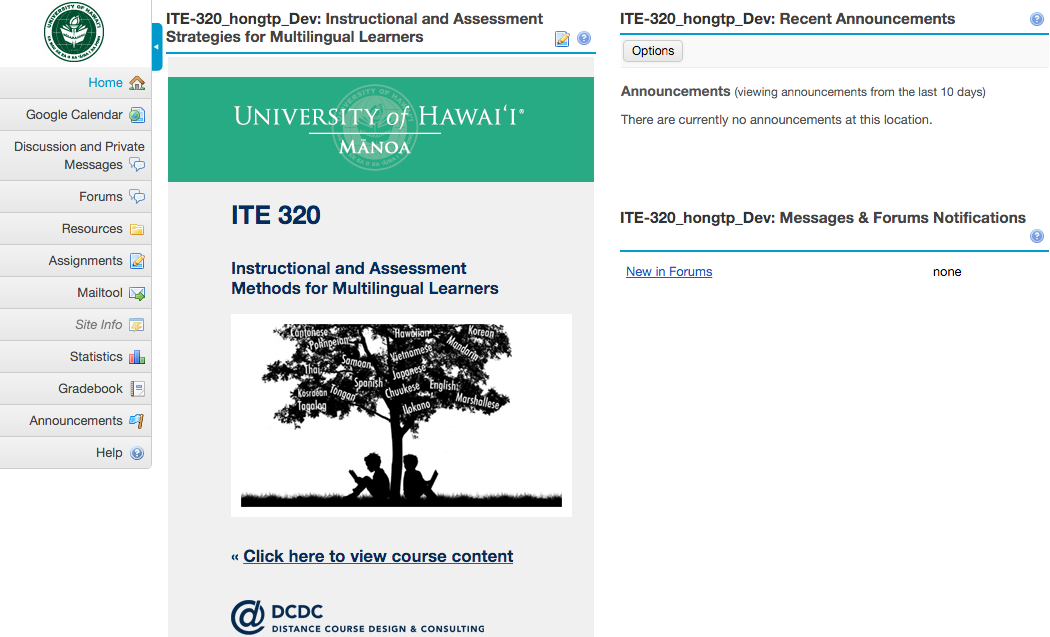 Home
Google Calendar
Discussion and Private
Messages
Forums
Resources
Assignments
Mailtool
Site Info
Statistics
Gradebook
Announcements
Help
ITE-320_hongtp_Dev: Instructional and Assessment
Strategies for Multilingual Learners
UNIVERSITY of HAWAIʻI®
MĀNOA
ITE 320
Instructional and Assessment
Methods for Multilingual Learners
Cantonese
Pohnpeian
Hawaiian
Korean
Mandarin
Vietnamese
Samoan
Thai
Japanese
Spanish
Chuukese
English
Kosraean
Tongan
Tagalog
Ilokano
Marshallese
« Click here to view course content
DCDC
DISTANCE COURSE DESIGN & CONSULTING
ITE-320_hongtp_Dev: Recent Announcements
Options
Announcements (viewing announcements from the last 10 days)
There are currently no announcements at this location.
ITE-320_hongtp_Dev: Messages & Forums Notifications
New in Forums none